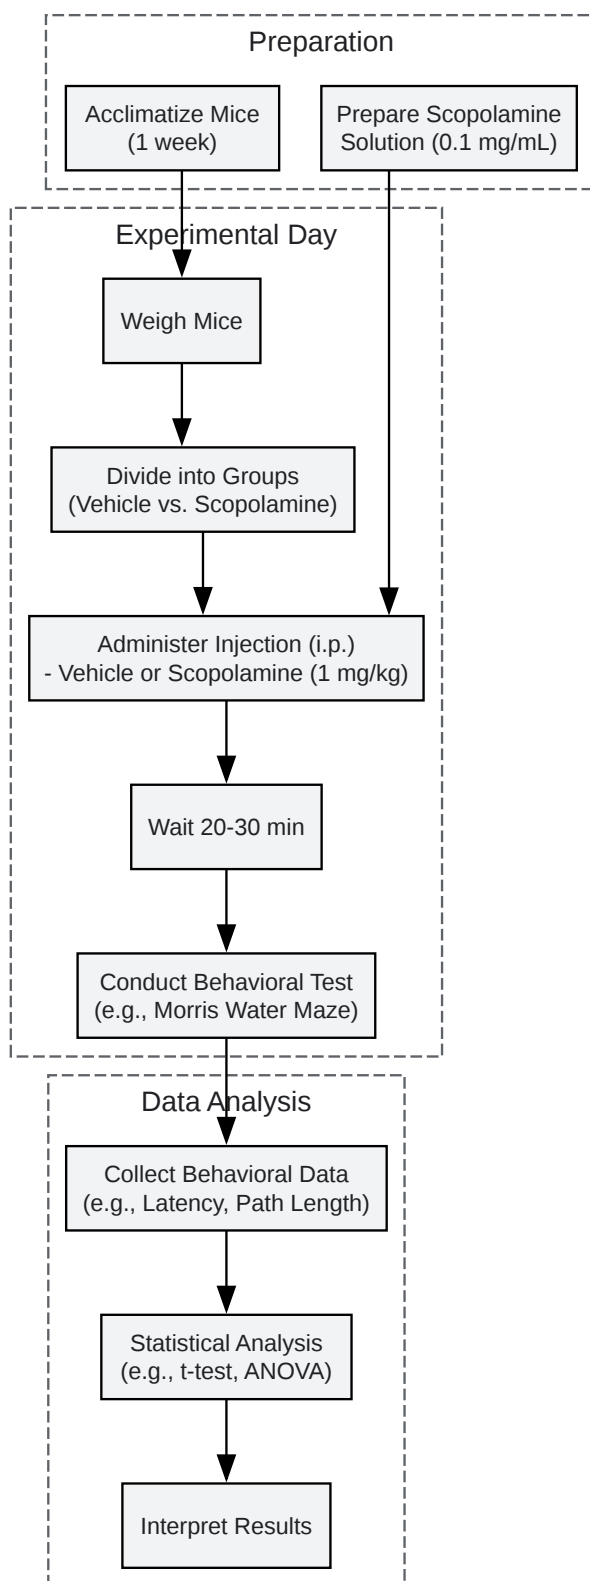 Preparation
Acclimatize Mice
(1 week)
Prepare Scopolamine
Solution (0.1 mg/mL)
Experimental Day
Weigh Mice
Divide into Groups
(Vehicle vs. Scopolamine)
Administer Injection (i.p.)
- Vehicle or Scopolamine (1 mg/kg)
Wait 20-30 min
Conduct Behavioral Test
(e.g., Morris Water Maze)
Data Analysis
Collect Behavioral Data
(e.g., Latency, Path Length)
Statistical Analysis
(e.g., t-test, ANOVA)
Interpret Results